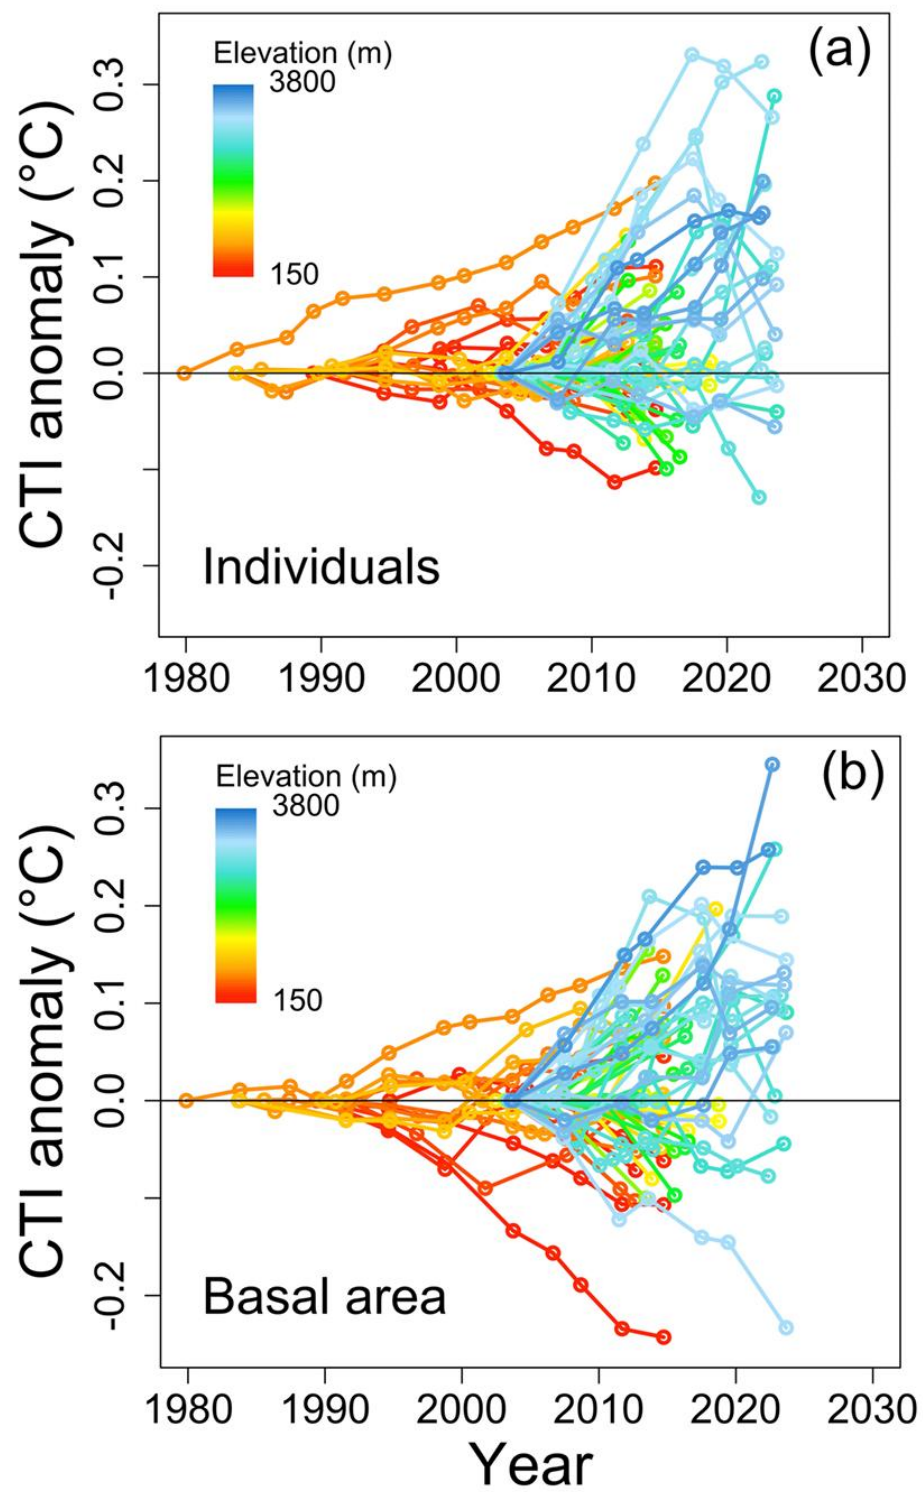 (a)
Elevation (m)
3800
150
CTI anomaly (°C)
0.3
0.2
0.1
0.0
-0.2
Individuals
1980 1990 2000 2010 2020 2030
(b)
Elevation (m)
3800
150
CTI anomaly (°C)
0.3
0.2
0.1
0.0
-0.2
Basal area
1980 1990 2000 2010 2020 2030
Year